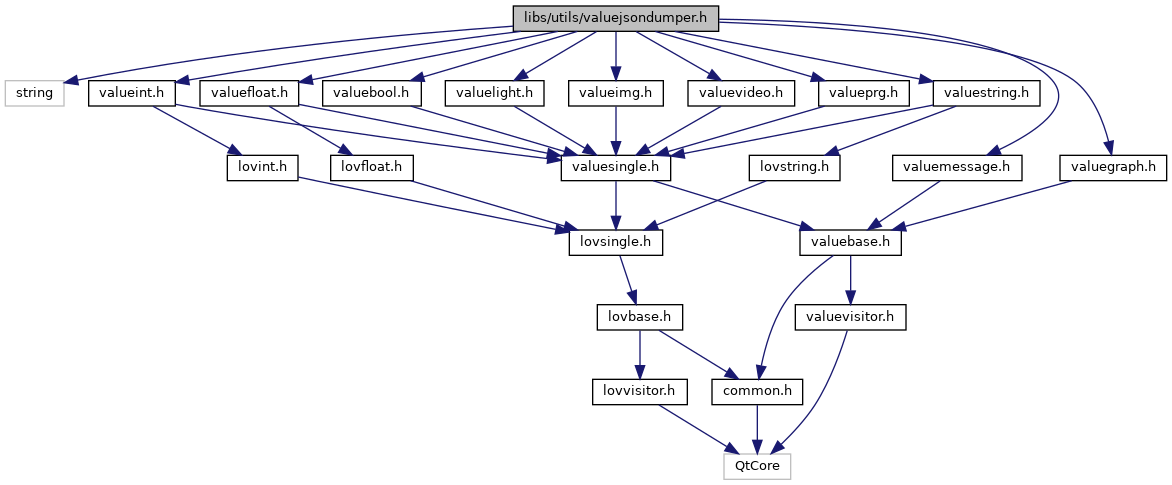 libs/utils/valuejsondumper.h
string
valueint.h
valuefloat.h
valuebool.h
valuelight.h
valueimg.h
valuevideo.h
valueprg.h
valuestring.h
lovint.h
lovfloat.h
valuesingle.h
lovstring.h
valuemessage.h
valuegraph.h
lovsingle.h
valuebase.h
lovbase.h
valuevisitor.h
lovvisitor.h
common.h
QtCore